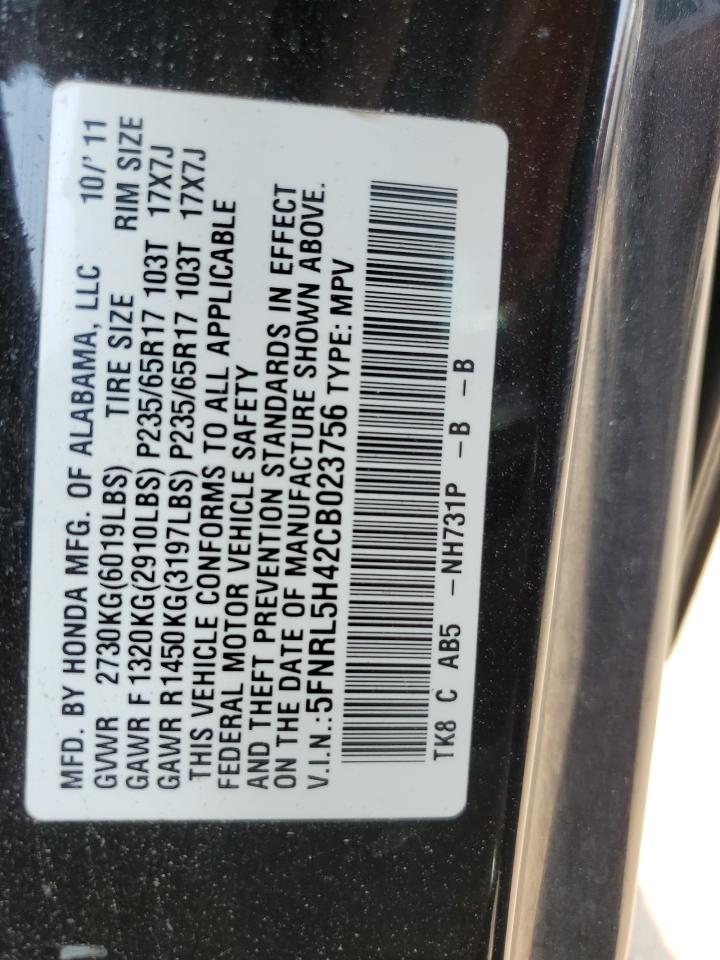 MFD. BY HONDA MFG. OF ALABAMA, LLC 10/'11
GVWR 2730KG(6019LBS) TIRE SIZE RIM SIZE
GAWR F 1320KG(2910LBS) P235/65R17 103T 17X7J
GAWR R1450KG(3197LBS) P235/65R17 103T 17X7J
THIS VEHICLE CONFORMS TO ALL APPLICABLE
FEDERAL MOTOR VEHICLE SAFETY
AND THEFT PREVENTION STANDARDS IN EFFECT
ON THE DATE OF MANUFACTURE SHOWN ABOVE.
V.I.N.:5FNRL5H42CB023756 TYPE: MPV
TK8 C AB5 -NH731P -B -B